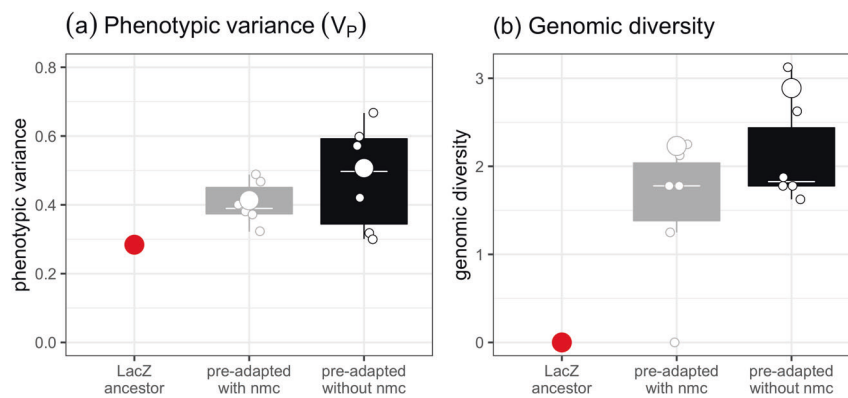 (a) Phenotypic variance (V_P)
phenotypic variance
0.8
0.6
0.4
0.2
0.0
LacZ
ancestor
pre-adapted
with nmc
pre-adapted
without nmc
(b) Genomic diversity
genomic diversity
3
2
1
0
LacZ
ancestor
pre-adapted
with nmc
pre-adapted
without nmc